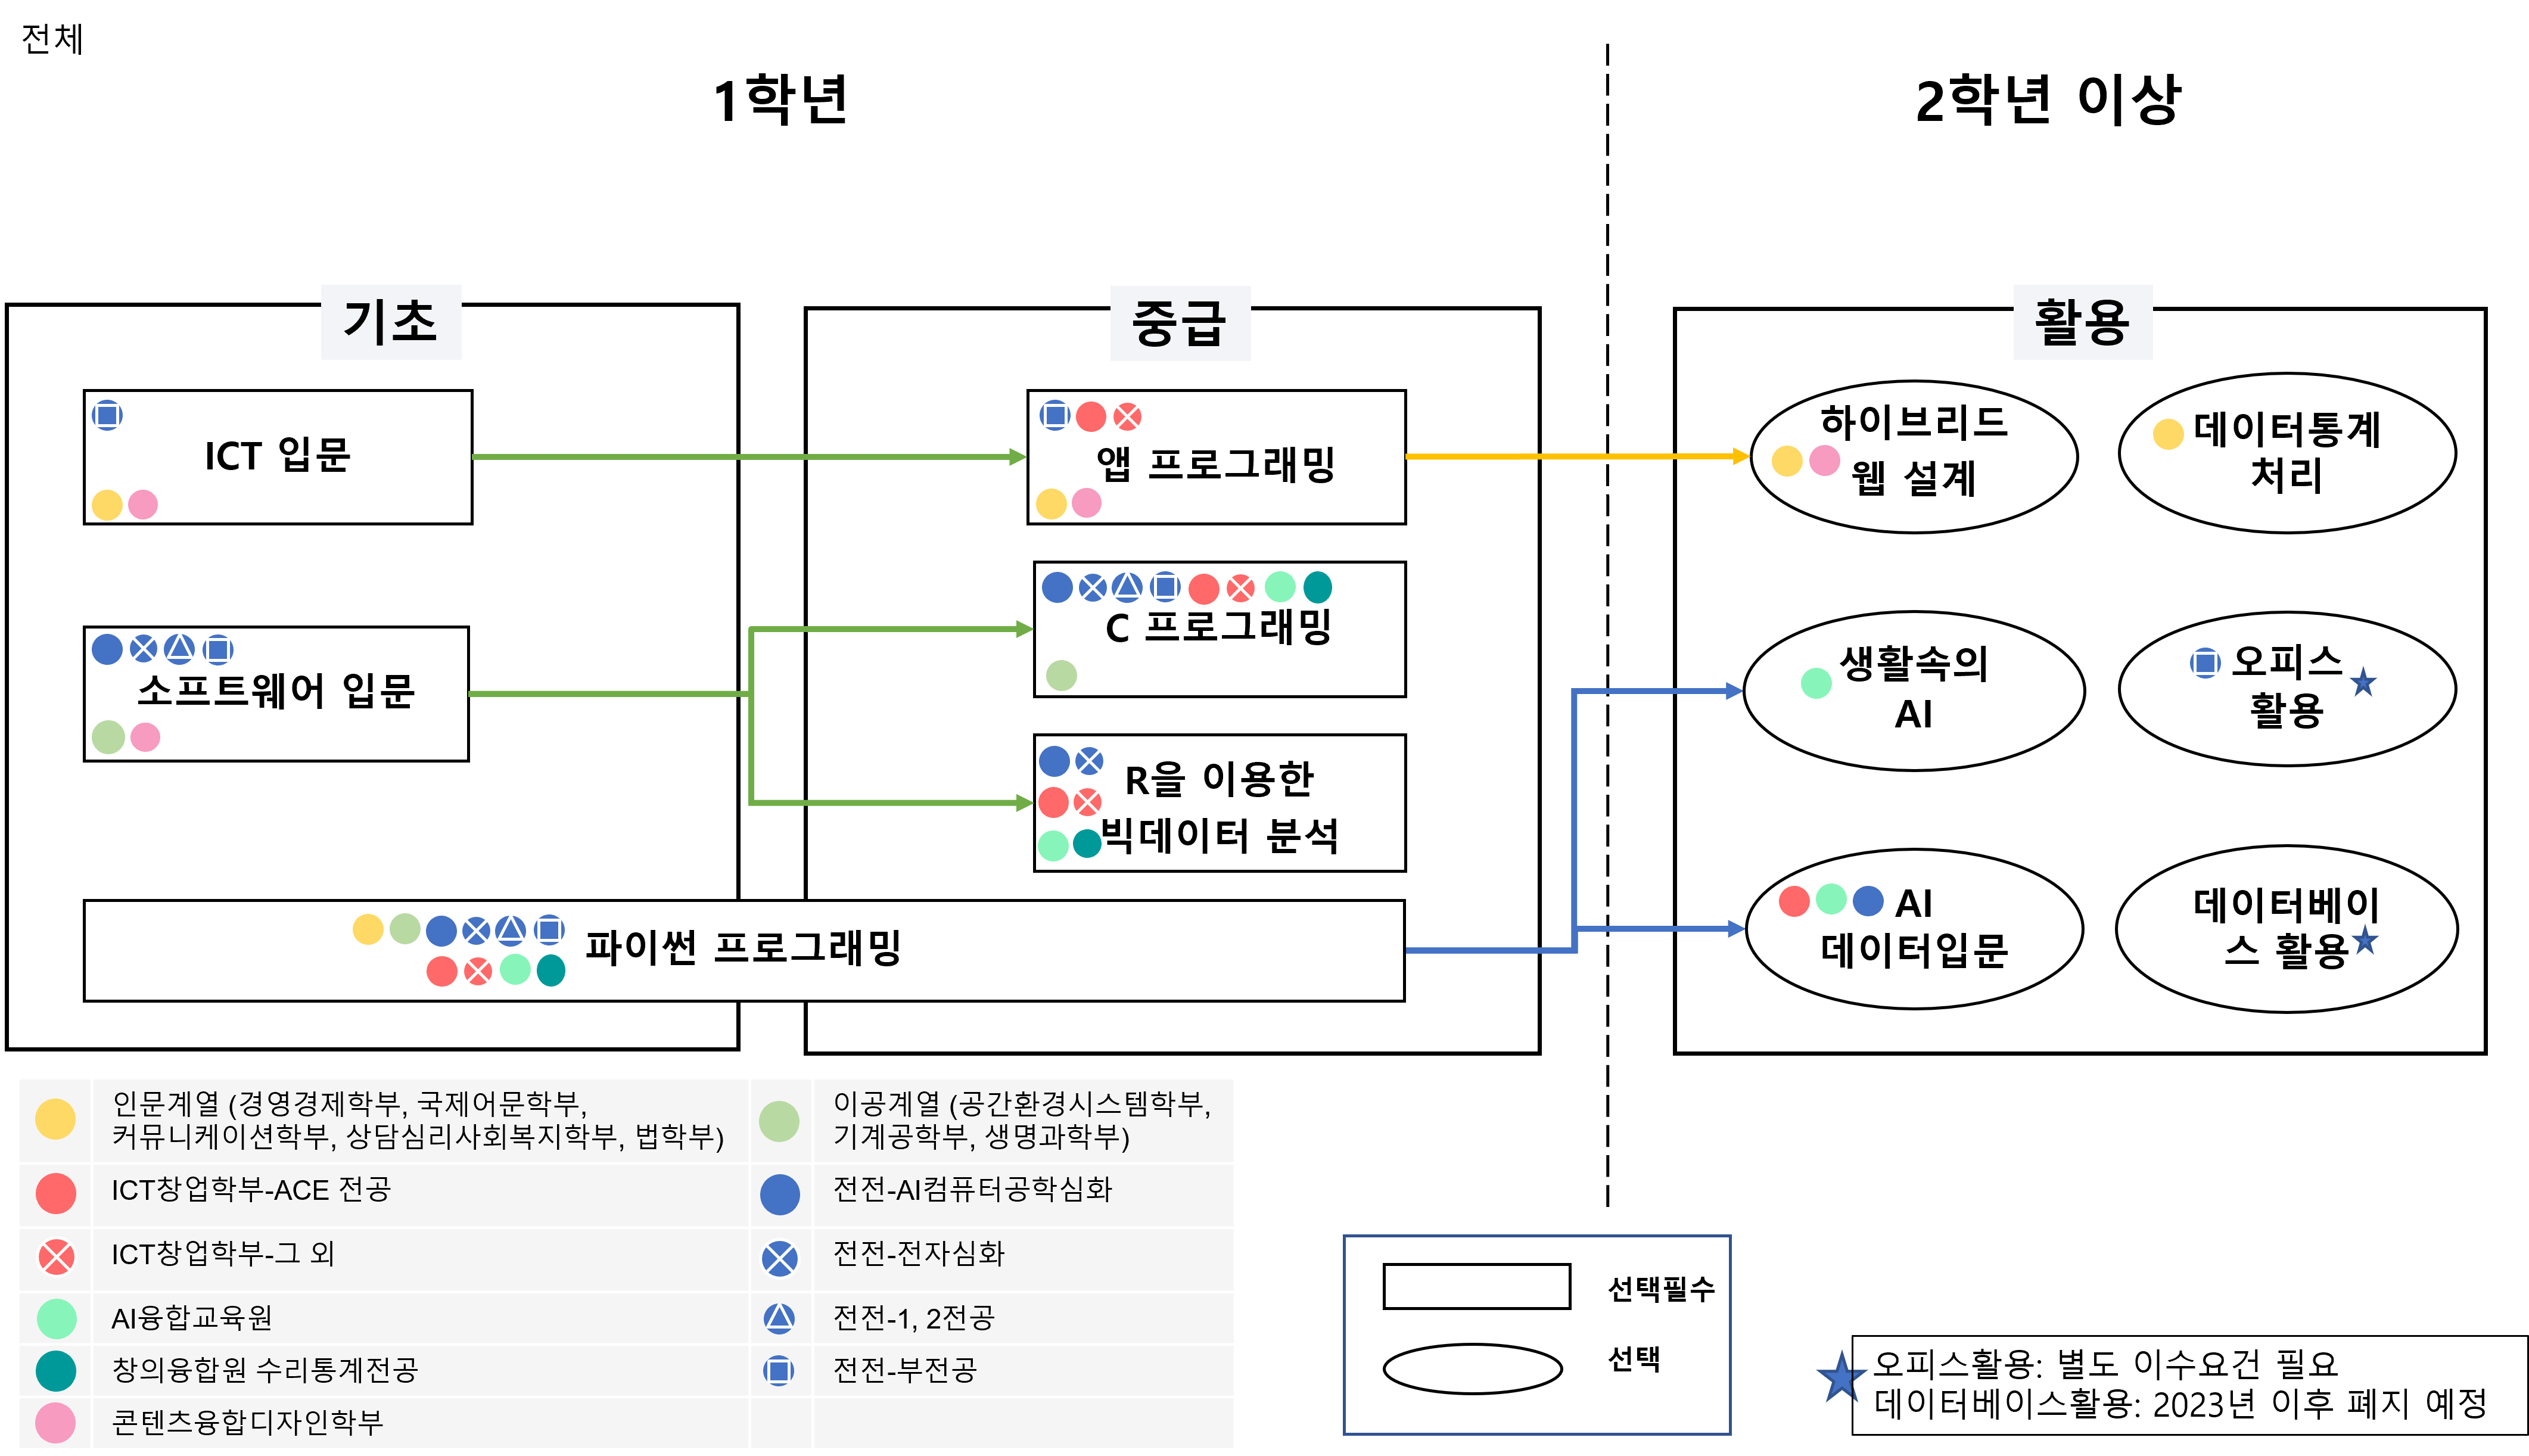 전체
1학년
2학년 이상
기초
중급
활용
ICT 입문
앱 프로그래밍
하이브리드
웹 설계
데이터통계
처리
소프트웨어 입문
C 프로그래밍
R을 이용한
빅데이터 분석
생활속의
AI
오피스
활용
파이썬 프로그래밍
AI
데이터입문
데이터베이
스 활용
인문계열 (경영경제학부, 국제어문학부,
커뮤니케이션학부, 상담심리사회복지학부, 법학부)
이공계열 (공간환경시스템학부,
기계공학부, 생명과학부)
ICT창업학부-ACE 전공
전전-AI컴퓨터공학심화
ICT창업학부-그 외
전전-전자심화
AI융합교육원
전전-1, 2전공
창의융합원 수리통계전공
전전-부전공
콘텐츠융합디자인학부
선택필수
선택
오피스활용: 별도 이수요건 필요
데이터베이스활용: 2023년 이후 폐지 예정